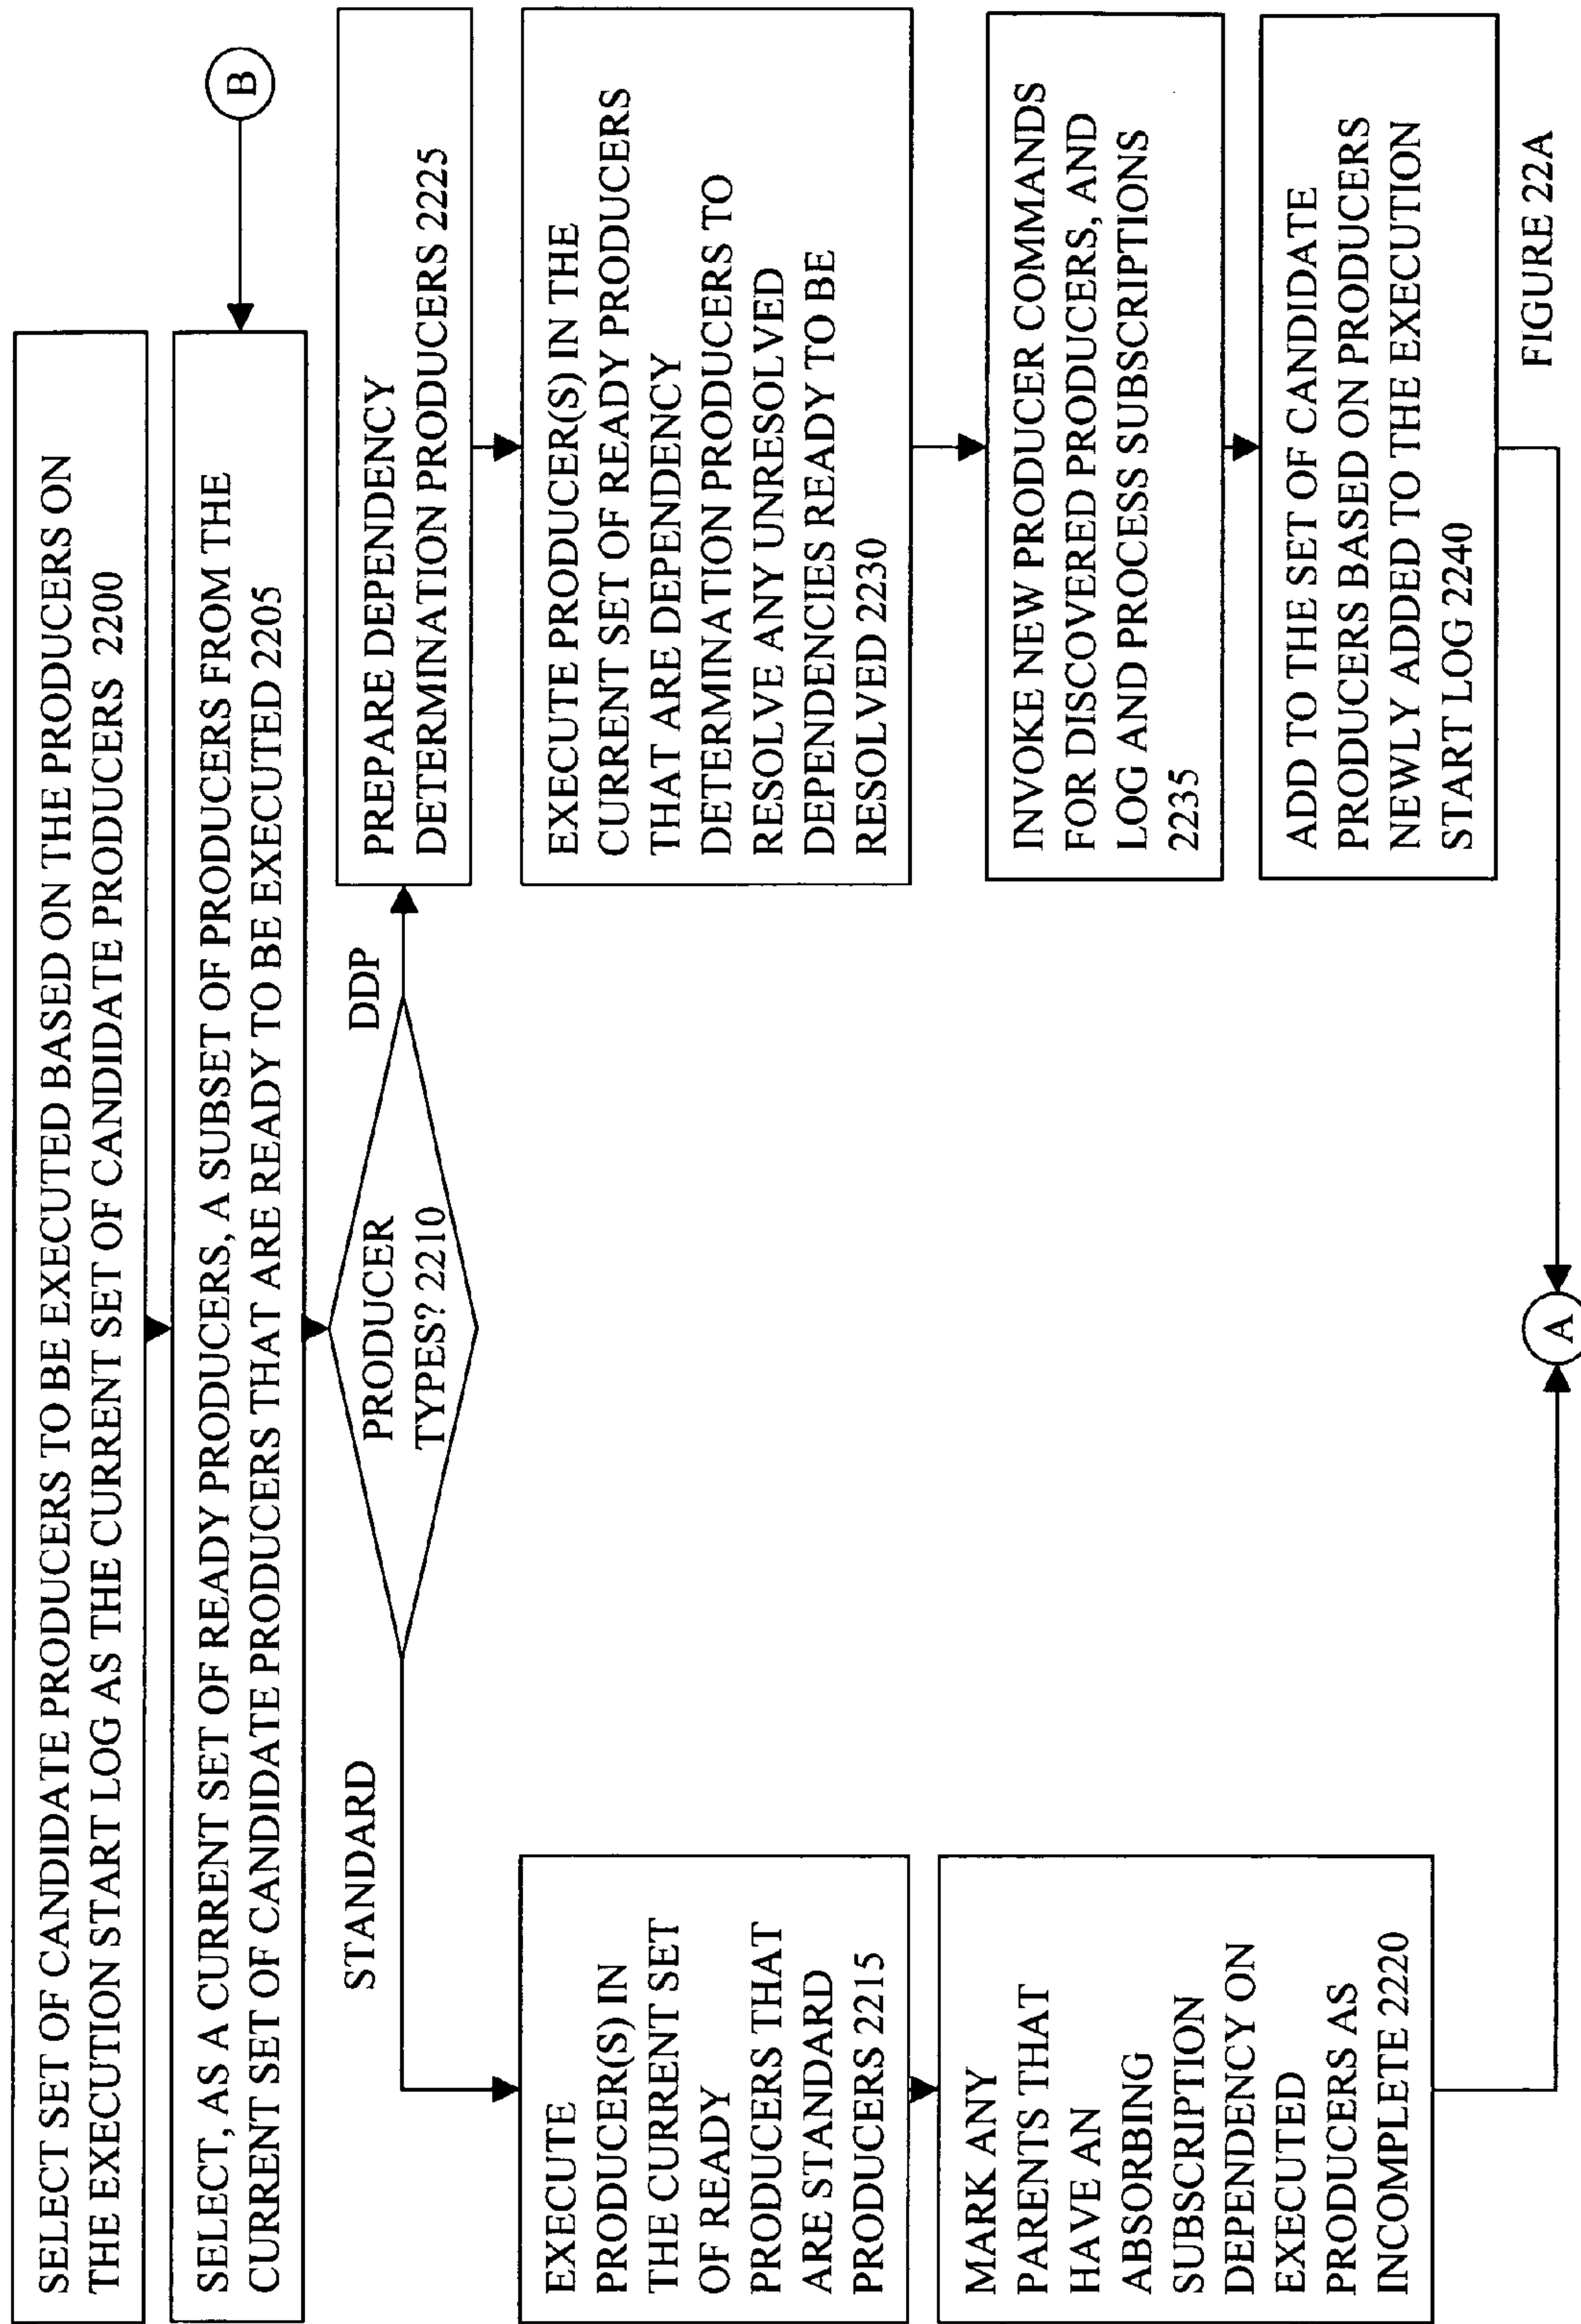 SELECT SET OF CANDIDATE PRODUCERS TO BE EXECUTED BASED ON THE PRODUCERS ON
THE EXECUTION START LOG AS THE CURRENT SET OF CANDIDATE PRODUCERS 2200
B
SELECT, AS A CURRENT SET OF READY PRODUCERS, A SUBSET OF PRODUCERS FROM THE
CURRENT SET OF CANDIDATE PRODUCERS THAT ARE READY TO BE EXECUTED 2205
PRODUCER
TYPES? 2210
STANDARD
EXECUTE
PRODUCER(S) IN
THE CURRENT SET
OF READY
PRODUCERS THAT
ARE STANDARD
PRODUCERS 2215
MARK ANY
PARENTS THAT
HAVE AN
ABSORBING
SUBSCRIPTION
DEPENDENCY ON
EXECUTED
PRODUCERS AS
INCOMPLETE 2220
DDP
PREPARE DEPENDENCY
DETERMINATION PRODUCERS 2225
EXECUTE PRODUCER(S) IN THE
CURRENT SET OF READY PRODUCERS
THAT ARE DEPENDENCY
DETERMINATION PRODUCERS TO
RESOLVE ANY UNRESOLVED
DEPENDENCIES READY TO BE
RESOLVED 2230
INVOKE NEW PRODUCER COMMANDS
FOR DISCOVERED PRODUCERS, AND
LOG AND PROCESS SUBSCRIPTIONS
2235
ADD TO THE SET OF CANDIDATE
PRODUCERS BASED ON PRODUCERS
NEWLY ADDED TO THE EXECUTION
START LOG 2240
A
FIGURE 22A